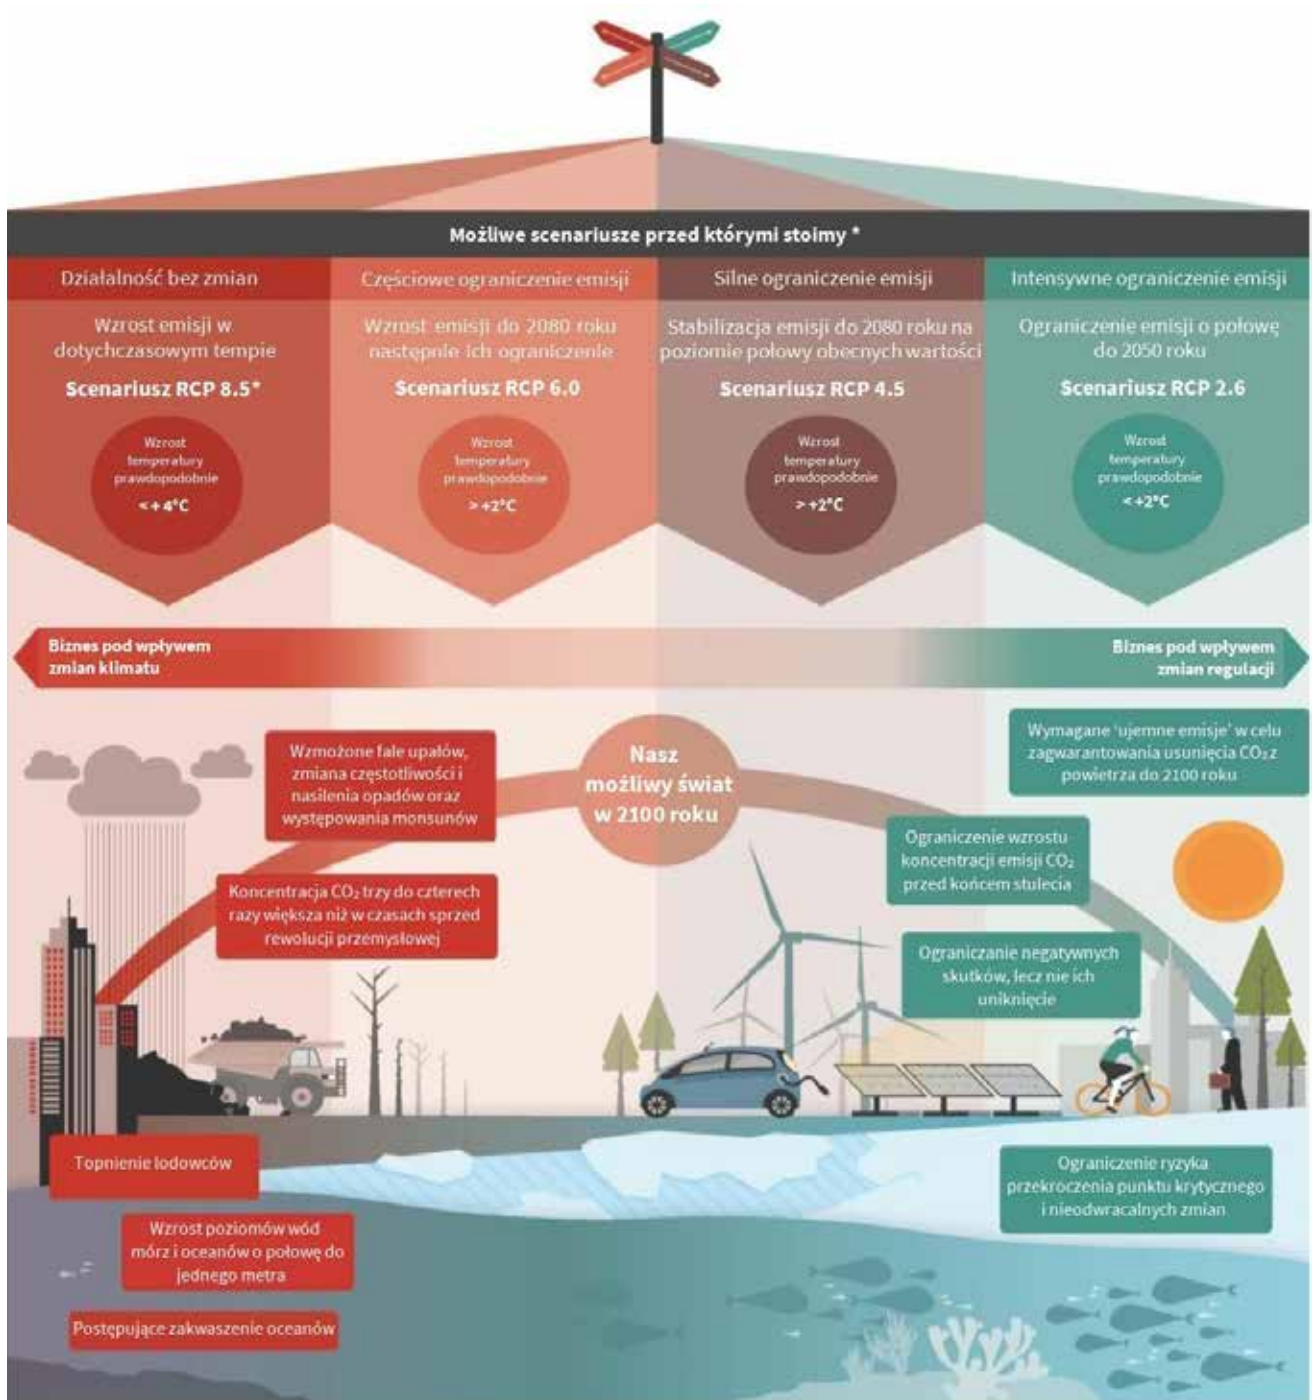 Możliwe scenariusze przed którymi stoimy *
Działalność bez zmian
Wzrost emisji w
dotychczasowym tempie
Scenariusz RCP 8.5*
Wzrost
temperatury
prawdopodobnie
< + 4°C
Częściowe ograniczenie emisji
Wzrost emisji do 2080 roku
następnie ich ograniczenie
Scenariusz RCP 6.0
Wzrost
temperatury
prawdopodobnie
> +2°C
Silne ograniczenie emisji
Stabilizacja emisji do 2080 roku na
poziomie połowy obecnych wartości
Scenariusz RCP 4.5
Wzrost
temperatury
prawdopodobnie
> +2°C
Intensywne ograniczenie emisji
Ograniczenie emisji o połowę
do 2050 roku
Scenariusz RCP 2.6
Wzrost
temperatury
prawdopodobnie
< +2°C
Biznes pod wpływem
zmian klimatu
Biznes pod wpływem
zmian regulacji
Nasz
możliwy świat
w 2100 roku
Wzmożone fale upałów,
zmiana częstotliwości i
nasilenia opadów oraz
występowania monsunów
Koncentracja CO₂ trzy do czterech
razy większa niż w czasach sprzed
rewolucji przemysłowej
Wymagane 'ujemne emisje' w celu
zagwarantowania usunięcia CO₂ z
powietrza do 2100 roku
Ograniczenie wzrostu
koncentracji emisji CO₂
przed końcem stulecia
Ograniczanie negatywnych
skutków, lecz nie ich
uniknięcie
Topnienie lodowców
Wzrost poziomów wód
mórz i oceanów o połowę do
jednego metra
Postępujące zakwaszenie oceanów
Ograniczenie ryzyka
przekroczenia punktu krytycznego
i nieodwracalnych zmian